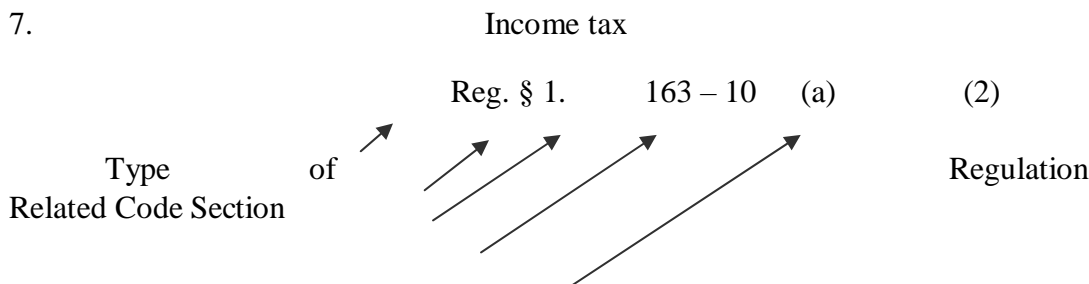 7. Income tax
Reg. § 1. 163 – 10 (a) (2)
Type of Regulation
Related Code Section